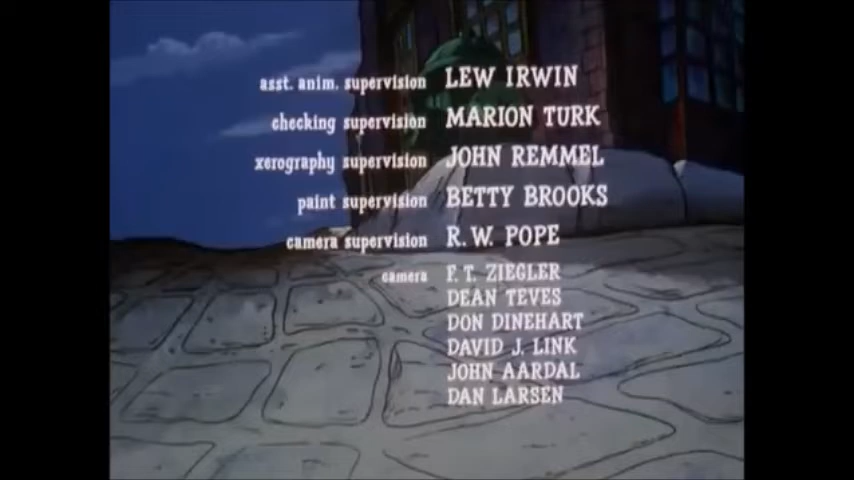 asst. anim. supervision LEW IRWIN
checking supervision MARION TURK
xerography supervision JOHN REMMEL
paint supervision BETTY BROOKS
camera supervision R. W. POPE
camera F. T. ZIEGLER
DEAN TEVES
DON DINEHART
DAVID J. LINK
JOHN AARDAL
DAN LARSEN